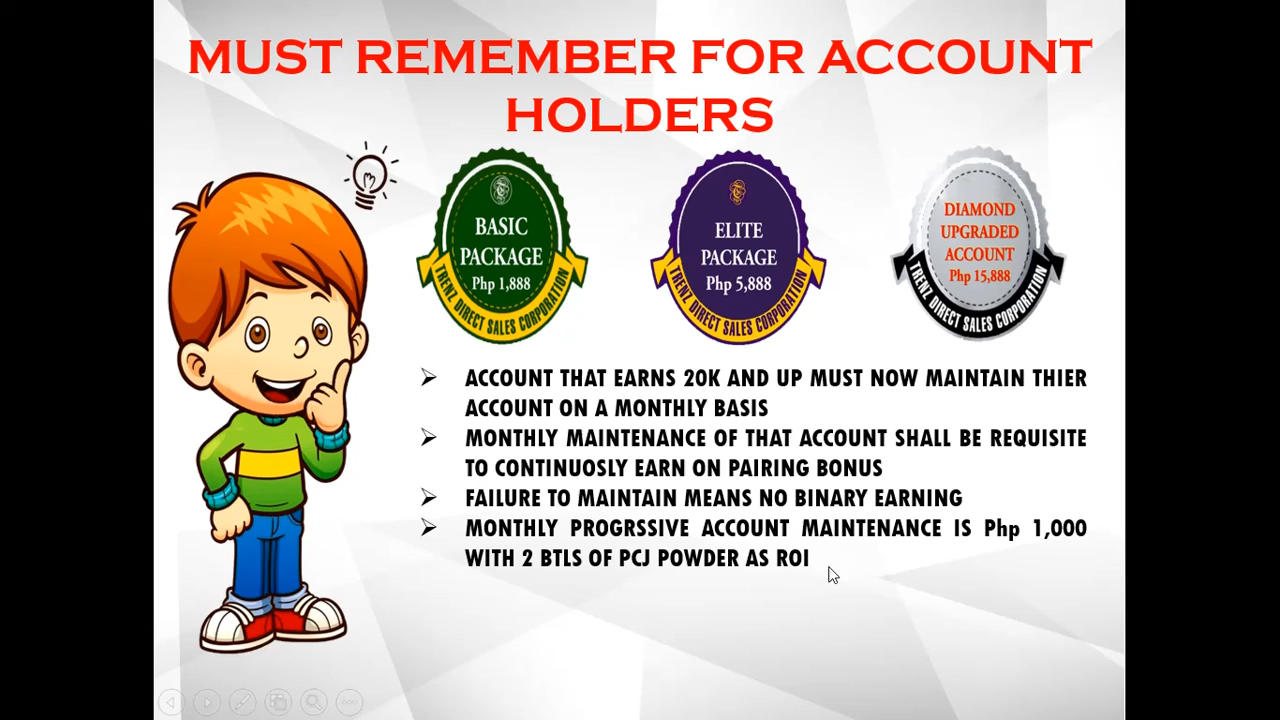 MUST REMEMBER FOR ACCOUNT
HOLDERS
BASIC
PACKAGE
Php 1,888
TRENZ DIRECT SALES CORPORATION
ELITE
PACKAGE
Php 5,888
TRENZ DIRECT SALES CORPORATION
DIAMOND
UPGRADED
ACCOUNT
Php 15,888
TRENZ DIRECT SALES CORPORATION
ACCOUNT THAT EARNS 20K AND UP MUST NOW MAINTAIN THIER
ACCOUNT ON A MONTHLY BASIS
MONTHLY MAINTENANCE OF THAT ACCOUNT SHALL BE REQUISITE
TO CONTINUOSLY EARN ON PAIRING BONUS
FAILURE TO MAINTAIN MEANS NO BINARY EARNING
MONTHLY PROGRSSIVE ACCOUNT MAINTENANCE IS Php 1,000
WITH 2 BTLS OF PCJ POWDER AS ROI